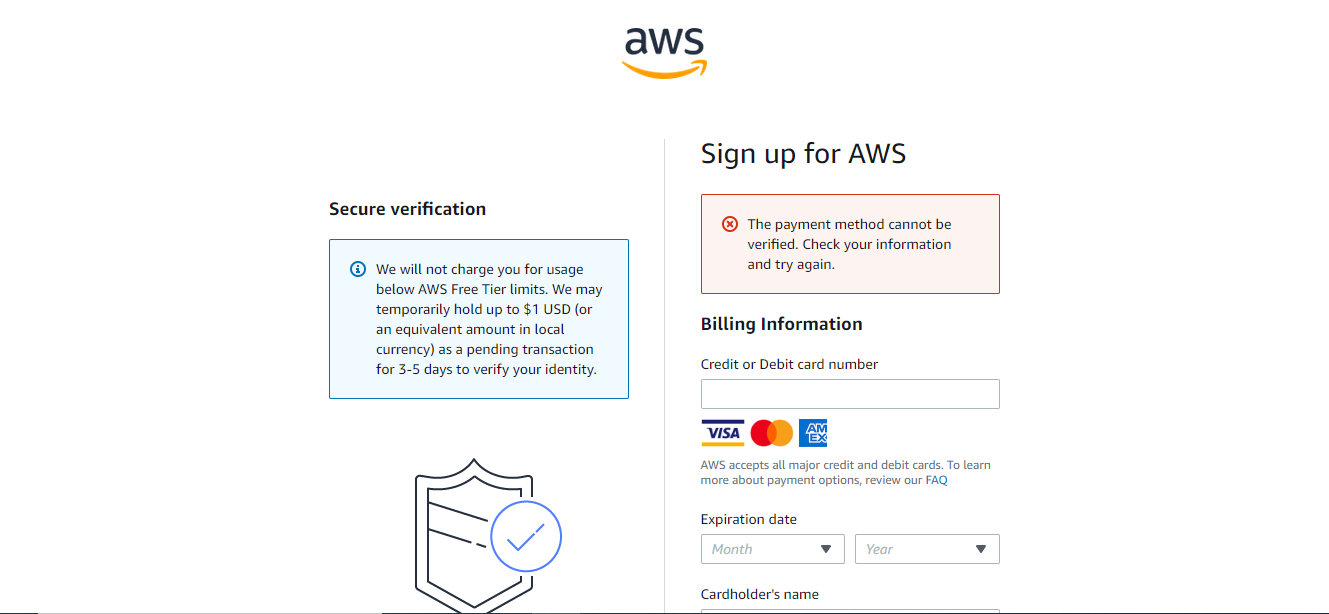 aws
Sign up for AWS
Secure verification
We will not charge you for usage
below AWS Free Tier limits. We may
temporarily hold up to $1 USD (or
an equivalent amount in local
currency) as a pending transaction
for 3-5 days to verify your identity.
The payment method cannot be
verified. Check your information
and try again.
Billing Information
Credit or Debit card number
VISA
AM
EX
AWS accepts all major credit and debit cards. To learn
more about payment options, review our FAQ
Expiration date
Month
Year
Cardholder's name